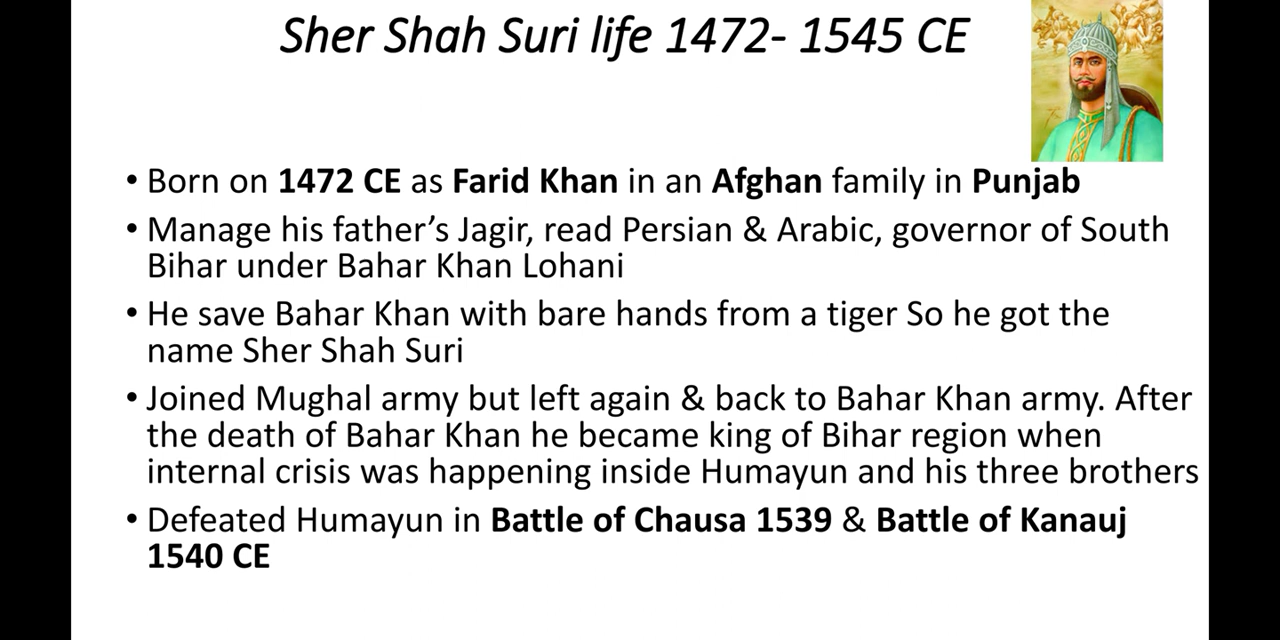 Sher Shah Suri life 1472- 1545 CE
• Born on 1472 CE as Farid Khan in an Afghan family in Punjab
• Manage his father’s Jagir, read Persian & Arabic, governor of South
Bihar under Bahar Khan Lohani
• He save Bahar Khan with bare hands from a tiger So he got the
name Sher Shah Suri
• Joined Mughal army but left again & back to Bahar Khan army. After
the death of Bahar Khan he became king of Bihar region when
internal crisis was happening inside Humayun and his three brothers
• Defeated Humayun in Battle of Chausa 1539 & Battle of Kanauj
1540 CE